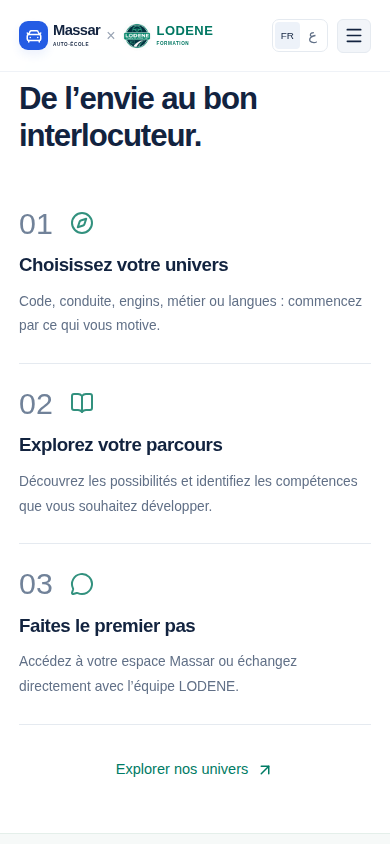 Massar
AUTO-ÉCOLE
×
LODENE
LODENE
FORMATION
FR
ع
De l’envie au bon
interlocuteur.
01
Choisissez votre univers
Code, conduite, engins, métier ou langues : commencez
par ce qui vous motive.
02
Explorez votre parcours
Découvrez les possibilités et identifiez les compétences
que vous souhaitez développer.
03
Faites le premier pas
Accédez à votre espace Massar ou échangez
directement avec l’équipe LODENE.
Explorer nos univers